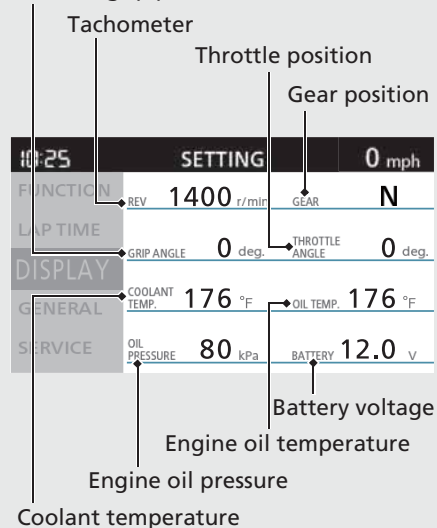 Tachometer
Throttle position
Gear position
10:25 SETTING 0 mph
FUNCTION REV 1400 r/min GEAR N
LAP TIME
GRIP ANGLE 0 deg. THROTTLE ANGLE 0 deg.
DISPLAY
COOLANT TEMP. 176 °F OIL TEMP. 176 °F
GENERAL
SERVICE OIL PRESSURE 80 kPa BATTERY 12.0 V
Battery voltage
Engine oil temperature
Engine oil pressure
Coolant temperature